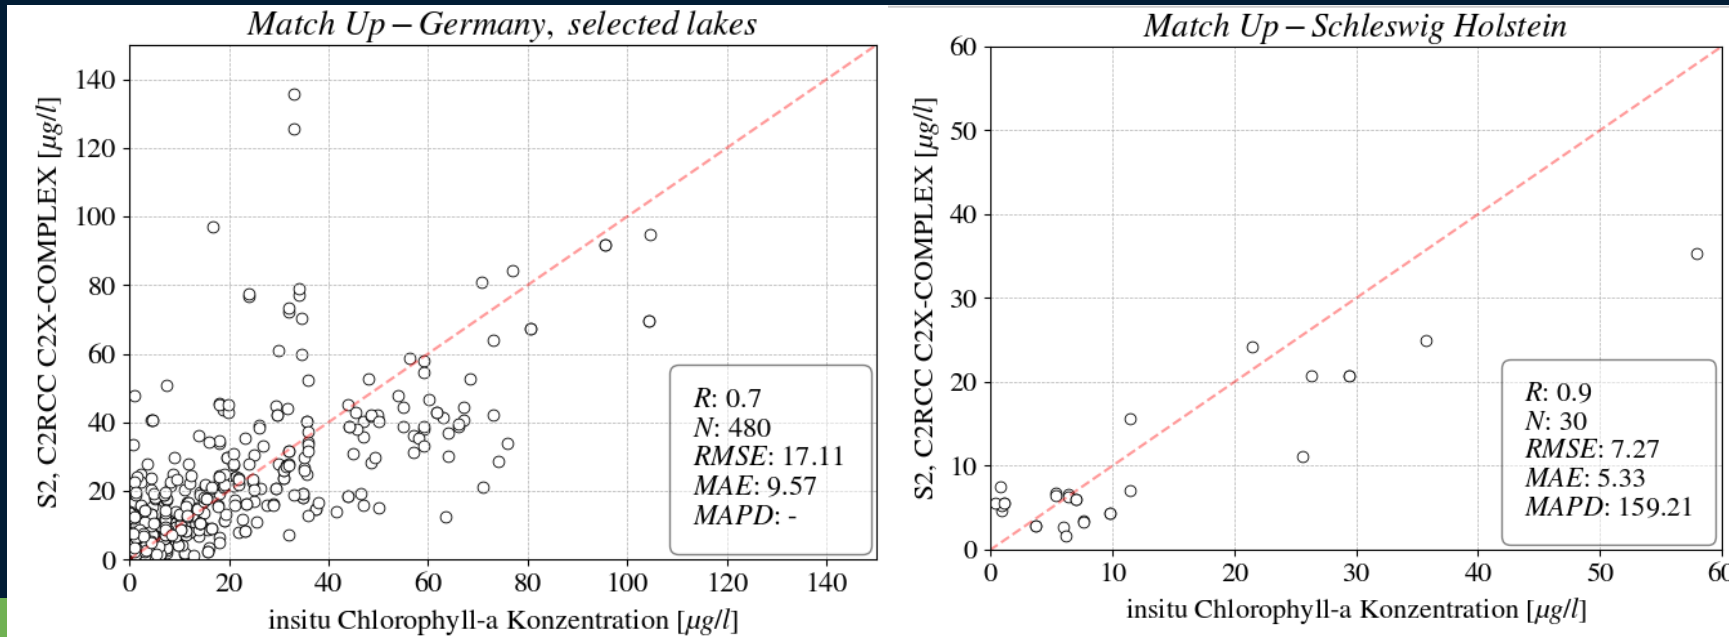 Match Up – Germany, selected lakes
S2, C2RCC C2X-COMPLEX [µg/l]
140
120
100
80
60
40
20
0
0 20 40 60 80 100 120 140
insitu Chlorophyll-a Konzentration [µg/l]
R: 0.7
N: 480
RMSE: 17.11
MAE: 9.57
MAPD: -
Match Up – Schleswig Holstein
S2, C2RCC C2X-COMPLEX [µg/l]
60
50
40
30
20
10
0
0 10 20 30 40 50 60
insitu Chlorophyll-a Konzentration [µg/l]
R: 0.9
N: 30
RMSE: 7.27
MAE: 5.33
MAPD: 159.21